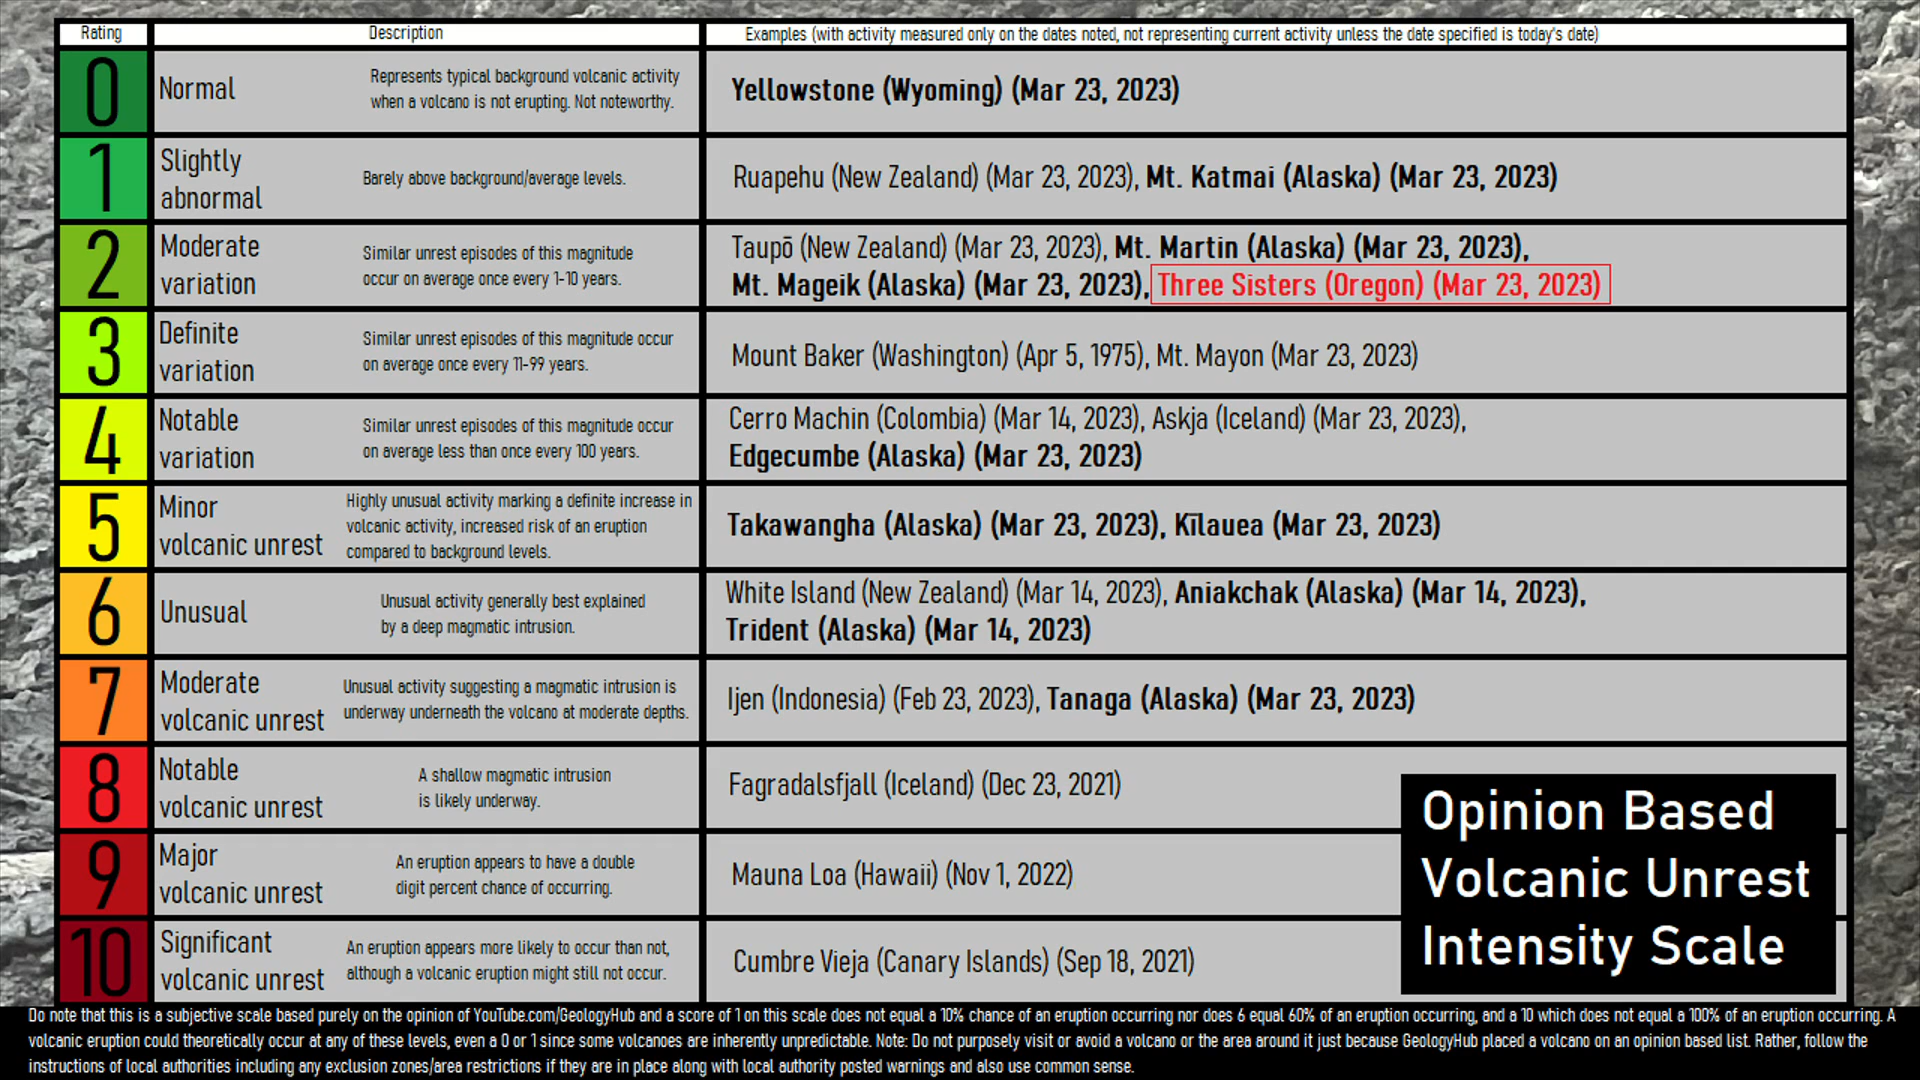 Rating Description Examples (with activity measured only on the dates noted, not representing current activity unless the date specified is today's date)
0
Normal
Represents typical background volcanic activity
when a volcano is not erupting. Not noteworthy.
Yellowstone (Wyoming) (Mar 23, 2023)
1
Slightly
abnormal
Barely above background/average levels.
Ruapehu (New Zealand) (Mar 23, 2023), Mt. Katmai (Alaska) (Mar 23, 2023)
2
Moderate
variation
Similar unrest episodes of this magnitude
occur on average once every 1-10 years.
Taupō (New Zealand) (Mar 23, 2023), Mt. Martin (Alaska) (Mar 23, 2023),
Mt. Mageik (Alaska) (Mar 23, 2023), Three Sisters (Oregon) (Mar 23, 2023)
3
Definite
variation
Similar unrest episodes of this magnitude occur
on average once every 11-99 years.
Mount Baker (Washington) (Apr 5, 1975), Mt. Mayon (Mar 23, 2023)
4
Notable
variation
Similar unrest episodes of this magnitude occur
on average less than once every 100 years.
Cerro Machin (Colombia) (Mar 14, 2023), Askja (Iceland) (Mar 23, 2023),
Edgecumbe (Alaska) (Mar 23, 2023)
5
Minor
volcanic unrest
Highly unusual activity marking a definite increase in
volcanic activity, increased risk of an eruption
compared to background levels.
Takawangha (Alaska) (Mar 23, 2023), Kīlauea (Mar 23, 2023)
6
Unusual
Unusual activity generally best explained
by a deep magmatic intrusion.
White Island (New Zealand) (Mar 14, 2023), Aniakchak (Alaska) (Mar 14, 2023),
Trident (Alaska) (Mar 14, 2023)
7
Moderate
volcanic unrest
Unusual activity suggesting a magmatic intrusion is
underway underneath the volcano at moderate depths.
Ijen (Indonesia) (Feb 23, 2023), Tanaga (Alaska) (Mar 23, 2023)
8
Notable
volcanic unrest
A shallow magmatic intrusion
is likely underway.
Fagradalsfjall (Iceland) (Dec 23, 2021)
9
Major
volcanic unrest
An eruption appears to have a double
digit percent chance of occurring.
Mauna Loa (Hawaii) (Nov 1, 2022)
10
Significant
volcanic unrest
An eruption appears more likely to occur than not,
although a volcanic eruption might still not occur.
Cumbre Vieja (Canary Islands) (Sep 18, 2021)
Opinion Based
Volcanic Unrest
Intensity Scale
Do note that this is a subjective scale based purely on the opinion of YouTube.com/GeologyHub and a score of 1 on this scale does not equal a 10% chance of an eruption occurring nor does 6 equal 60% of an eruption occurring, and a 10 which does not equal a 100% of an eruption occurring. A
volcanic eruption could theoretically occur at any of these levels, even a 0 or 1 since some volcanoes are inherently unpredictable. Note: Do not purposely visit or avoid a volcano or the area around it just because GeologyHub placed a volcano on an opinion based list. Rather, follow the
instructions of local authorities including any exclusion zones/area restrictions if they are in place along with local authority posted warnings and also use common sense.